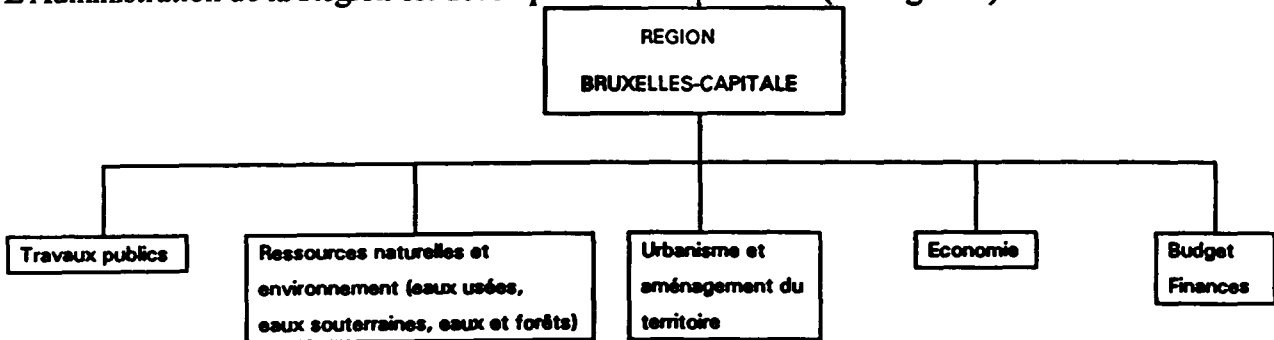 REGION
BRUXELLES-CAPITALE
Travaux publics
Ressources naturelles et
environnement (eaux usées,
eaux souterraines, eaux et forêts)
Urbanisme et
aménagement du
territoire
Economie
Budget
Finances